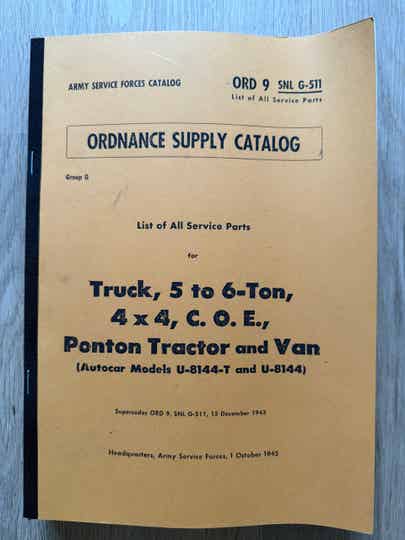 ARMY SERVICE FORCES CATALOG
ORD 9 SNL G-511
List of All Service Parts
ORDNANCE SUPPLY CATALOG
Group G
List of All Service Parts
for
Truck, 5 to 6-Ton,
4 x 4, C. O. E.,
Ponton Tractor and Van
(Autocar Models U-8144-T and U-8144)
Supersedes ORD 9, SNL G-511, 15 December 1943
Headquarters, Army Service Forces, 1 October 1945